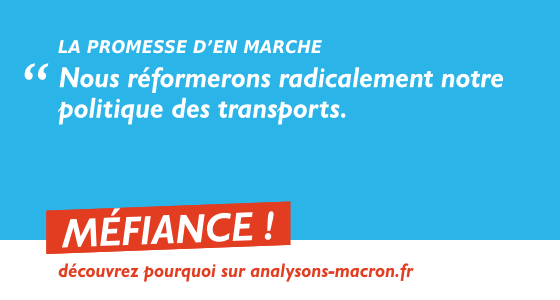 LA PROMESSE D’EN MARCHE
“ Nous réformerons radicalement notre
politique des transports.
MÉFIANCE !
découvrez pourquoi sur analysons-macron.fr